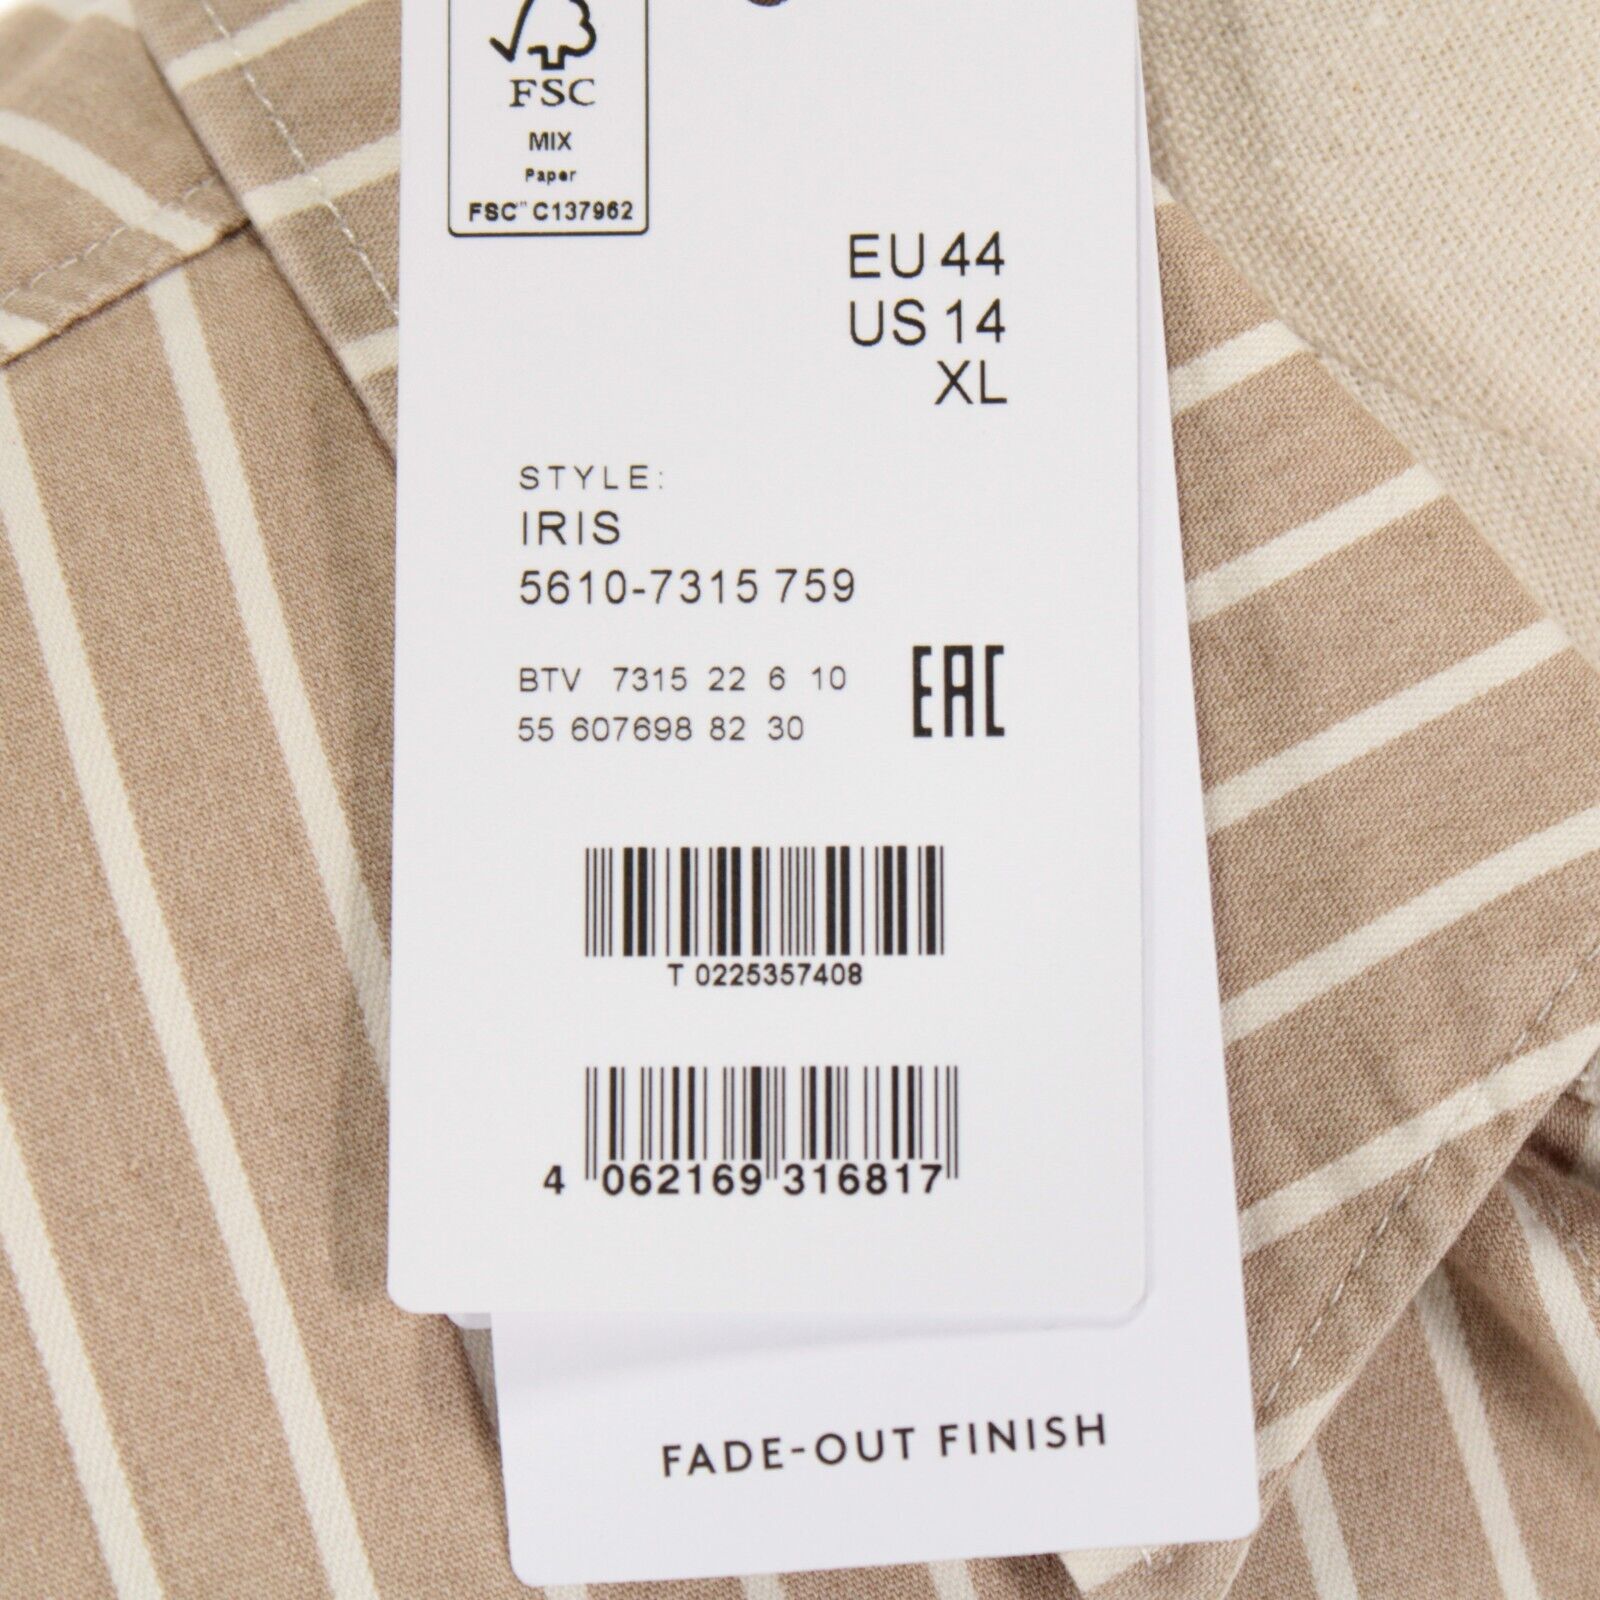 FSC
MIX
Paper
FSC™ C137962
EU 44
US 14
XL
STYLE:
IRIS
5610-7315 759
BTV 7315 22 6 10
55 607698 82 30
EAC
T 0225357408
4 062169 316817
FADE-OUT FINISH